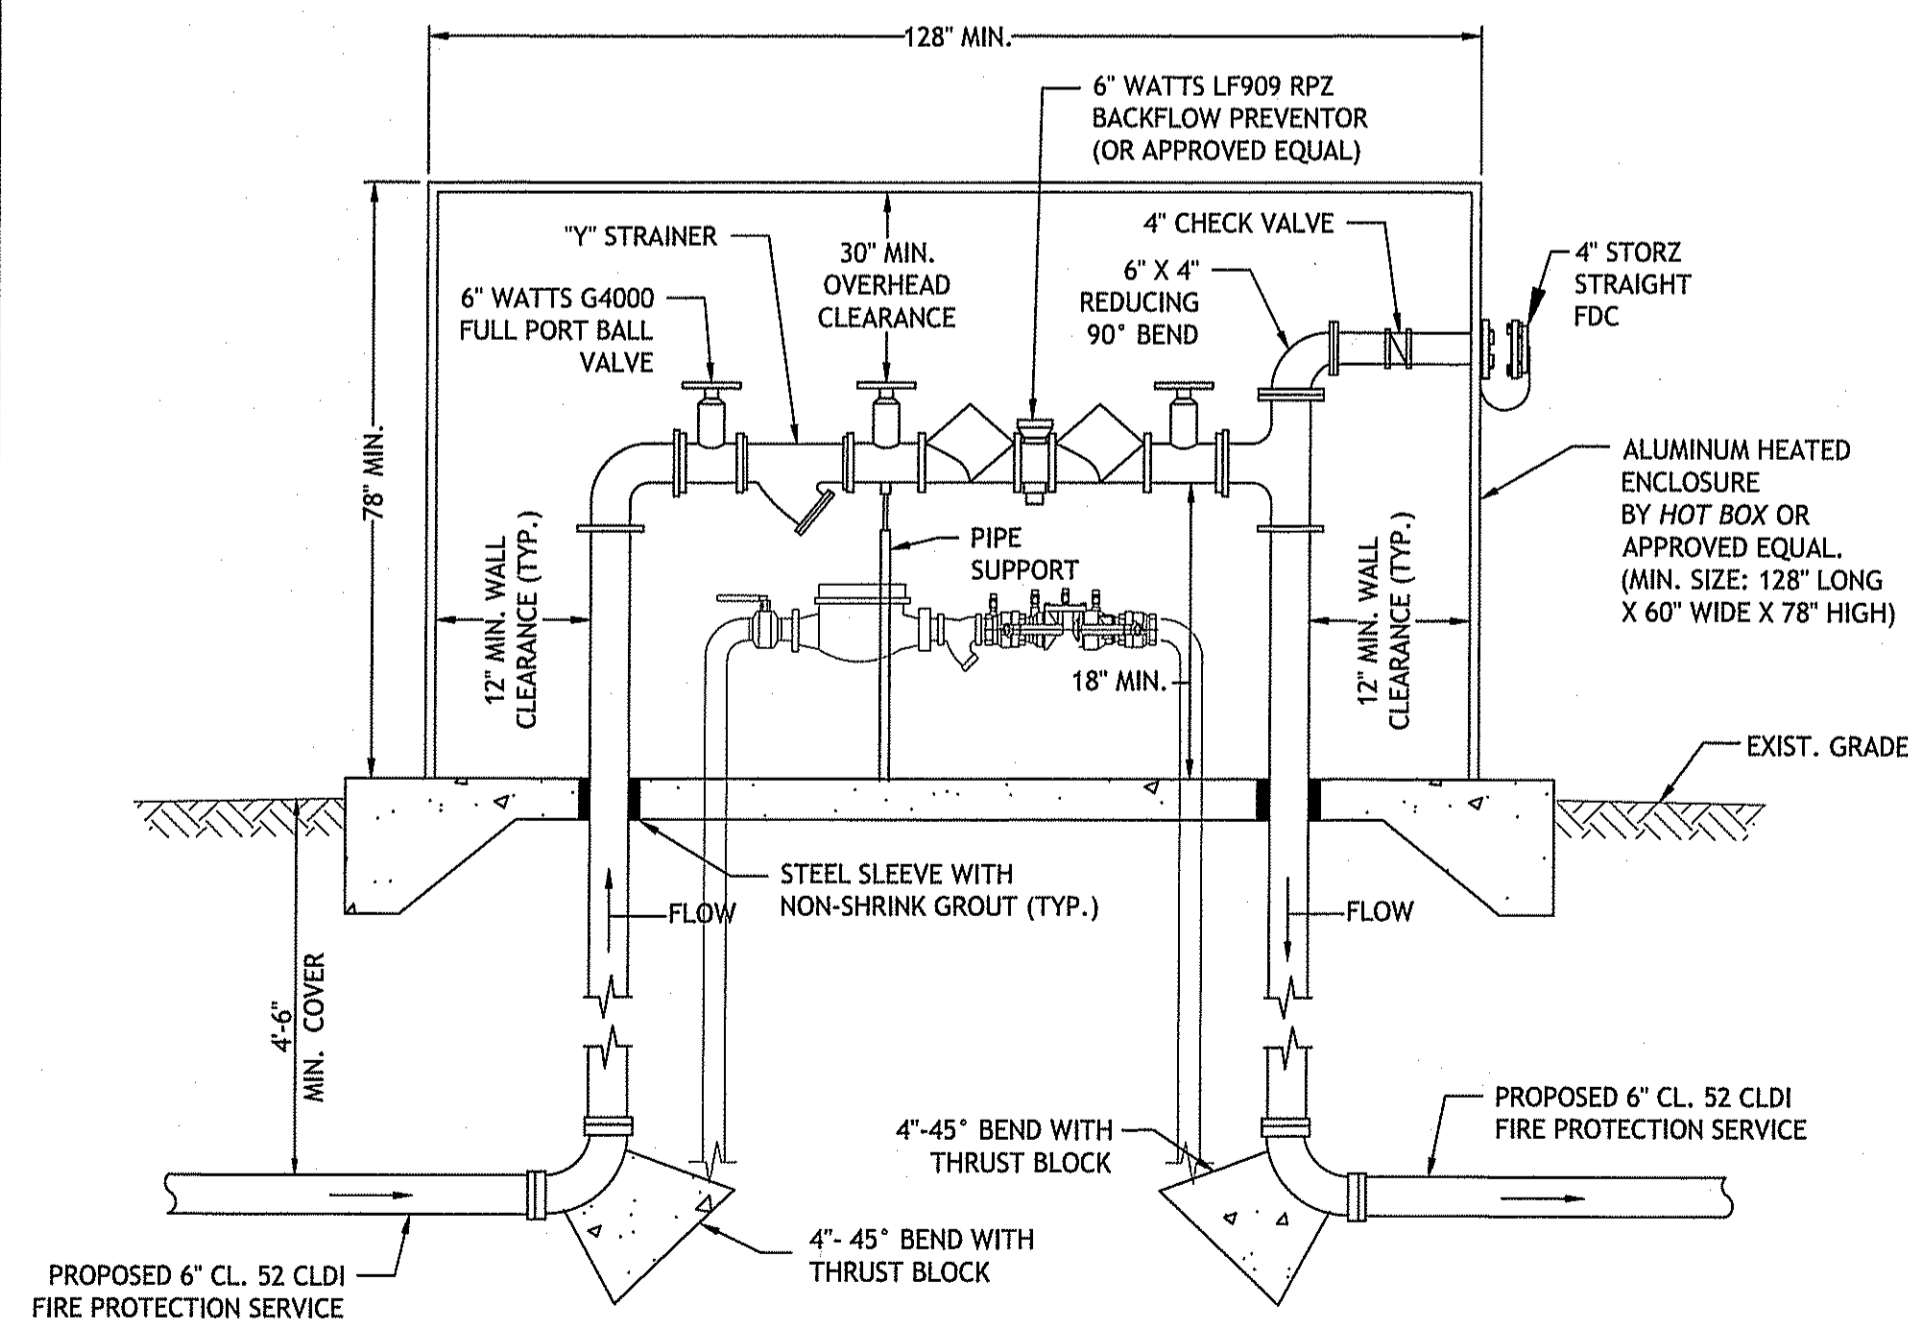 128" MIN.
6" WATTS LF909 RPZ
BACKFLOW PREVENTOR
(OR APPROVED EQUAL)
"Y" STRAINER
30" MIN.
OVERHEAD
CLEARANCE
4" CHECK VALVE
6" X 4"
REDUCING
90° BEND
4" STORZ
STRAIGHT
FDC
6" WATTS G4000
FULL PORT BALL
VALVE
78" MIN.
ALUMINUM HEATED
ENCLOSURE
BY HOT BOX OR
APPROVED EQUAL.
(MIN. SIZE: 128" LONG
X 60" WIDE X 78" HIGH)
12" MIN. WALL
CLEARANCE (TYP.)
PIPE
SUPPORT
12" MIN. WALL
CLEARANCE (TYP.)
18" MIN.
EXIST. GRADE
STEEL SLEEVE WITH
NON-SHRINK GROUT (TYP.)
FLOW
FLOW
4'-6"
MIN. COVER
4"-45° BEND WITH
THRUST BLOCK
PROPOSED 6" CL. 52 CLDI
FIRE PROTECTION SERVICE
4"- 45° BEND WITH
THRUST BLOCK
PROPOSED 6" CL. 52 CLDI
FIRE PROTECTION SERVICE